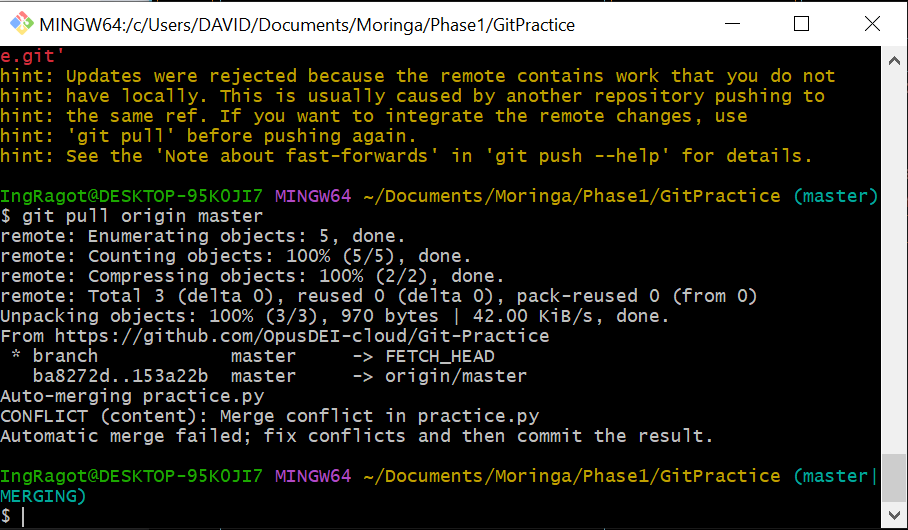 MINGW64:/c/Users/DAVID/Documents/Moringa/Phase1/GitPractice
e.git'
hint: Updates were rejected because the remote contains work that you do not
hint: have locally. This is usually caused by another repository pushing to
hint: the same ref. If you want to integrate the remote changes, use
hint: 'git pull' before pushing again.
hint: See the 'Note about fast-forwards' in 'git push --help' for details.
IngRagot@DESKTOP-95KOJI7 MINGW64 ~/Documents/Moringa/Phase1/GitPractice (master)
$ git pull origin master
remote: Enumerating objects: 5, done.
remote: Counting objects: 100% (5/5), done.
remote: Compressing objects: 100% (2/2), done.
remote: Total 3 (delta 0), reused 0 (delta 0), pack-reused 0 (from 0)
Unpacking objects: 100% (3/3), 970 bytes | 42.00 KiB/s, done.
From https://github.com/OpusDEI-cloud/Git-Practice
 * branch            master     -> FETCH_HEAD
   ba8272d..153a22b  master     -> origin/master
Auto-merging practice.py
CONFLICT (content): Merge conflict in practice.py
Automatic merge failed; fix conflicts and then commit the result.
IngRagot@DESKTOP-95KOJI7 MINGW64 ~/Documents/Moringa/Phase1/GitPractice (master|
MERGING)
$